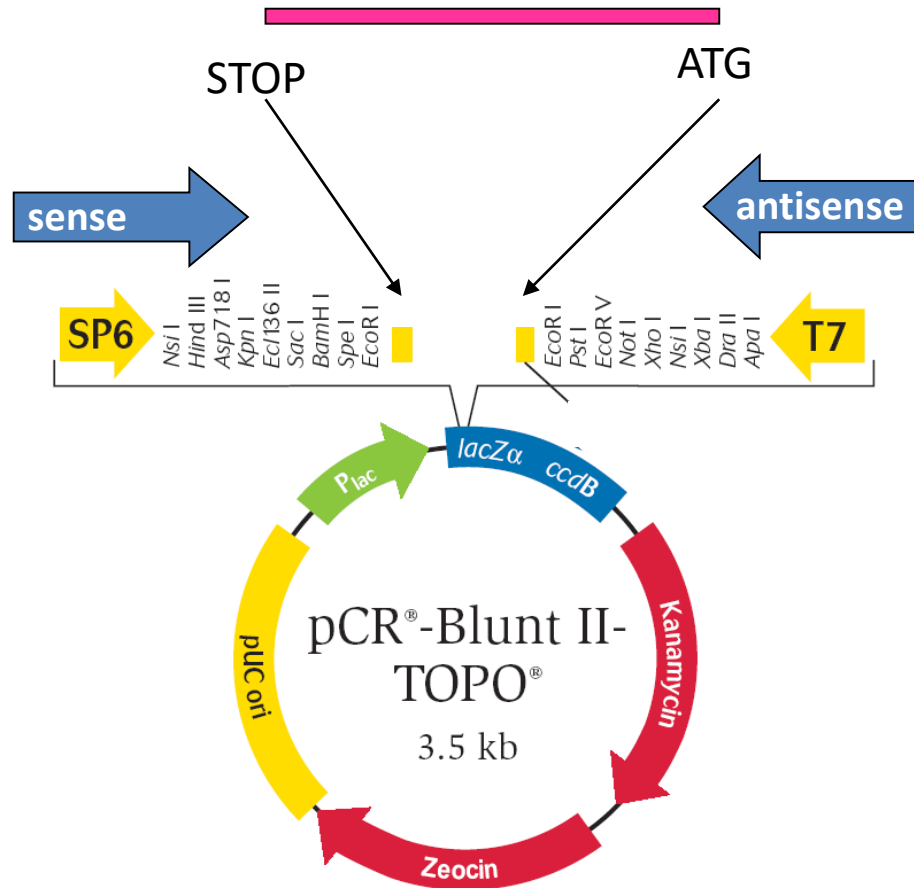 STOP
ATG
sense
antisense
SP6
Nsi I
Hind III
Asp718 I
Kpn I
Ecl136 II
Sac I
BamH I
Spe I
EcoR I
EcoR I
Pst I
EcoR V
Not I
Xho I
Nsi I
Xba I
Dra II
Apa I
T7
Plac
lacZα ccdB
Kanamycin
Zeocin
pUC ori
pCR®-Blunt II-
TOPO®
3.5 kb